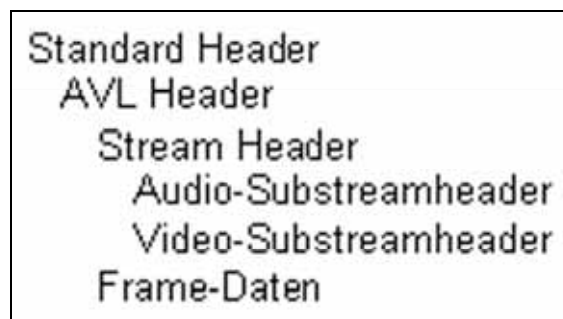 Standard Header
AVL Header
Stream Header
Audio-Substreamheader
Video-Substreamheader
Frame-Daten